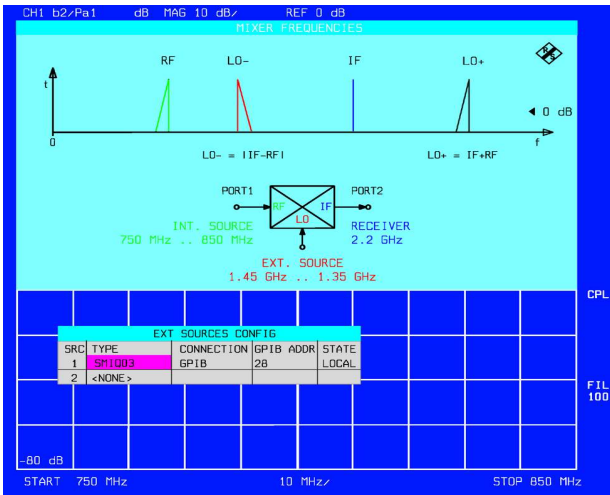 CH1 b2/Pa1 dB MAG 10 dB/ REF 0 dB
MIXER FREQUENCIES
RF LO- IF LO+
R&S
t
0 dB
0 f
LO- = |IF-RF| LO+ = IF+RF
PORT1 PORT2
RF IF
LO
INT. SOURCE RECEIVER
750 MHz .. 850 MHz 2.2 GHz
EXT. SOURCE
1.45 GHz .. 1.35 GHz
CPL
EXT SOURCES CONFIG
SRC TYPE CONNECTION GPIB ADDR STATE
1 SMIQ03 GPIB 28 LOCAL
2 <NONE>
FIL
100
-80 dB
START 750 MHz 10 MHz/ STOP 850 MHz